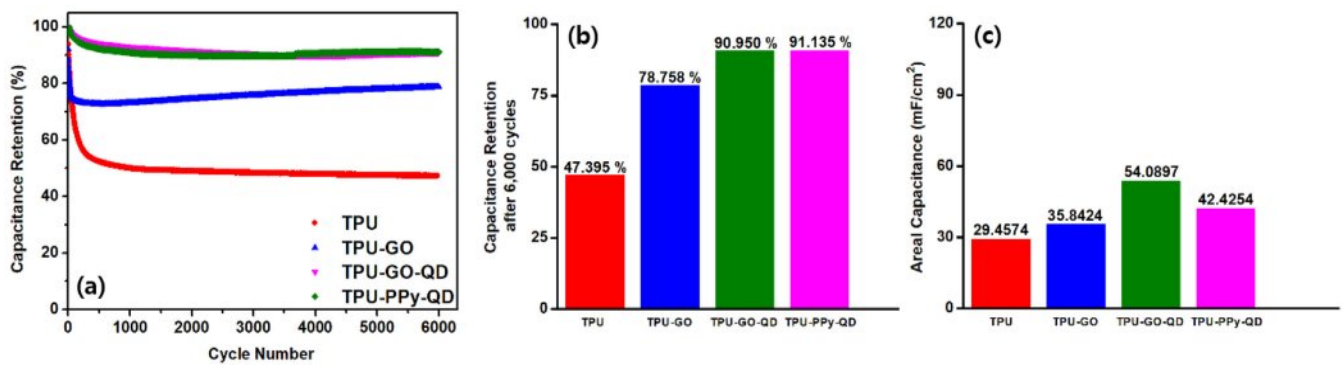 Capacitance Retention (%)
100
80
60
40
20
0
0
1000
2000
3000
4000
5000
6000
Cycle Number
TPU
TPU-GO
TPU-GO-QD
TPU-PPy-QD
(a)
(b)
Capacitance Retention
after 6,000 cycles
100
75
50
25
0
47.395 %
78.758 %
90.950 %
91.135 %
TPU
TPU-GO
TPU-GO-QD
TPU-PPy-QD
(c)
Areal Capacitance (mF/cm²)
120
90
60
30
0
29.4574
35.8424
54.0897
42.4254
TPU
TPU-GO
TPU-GO-QD
TPU-PPy-QD